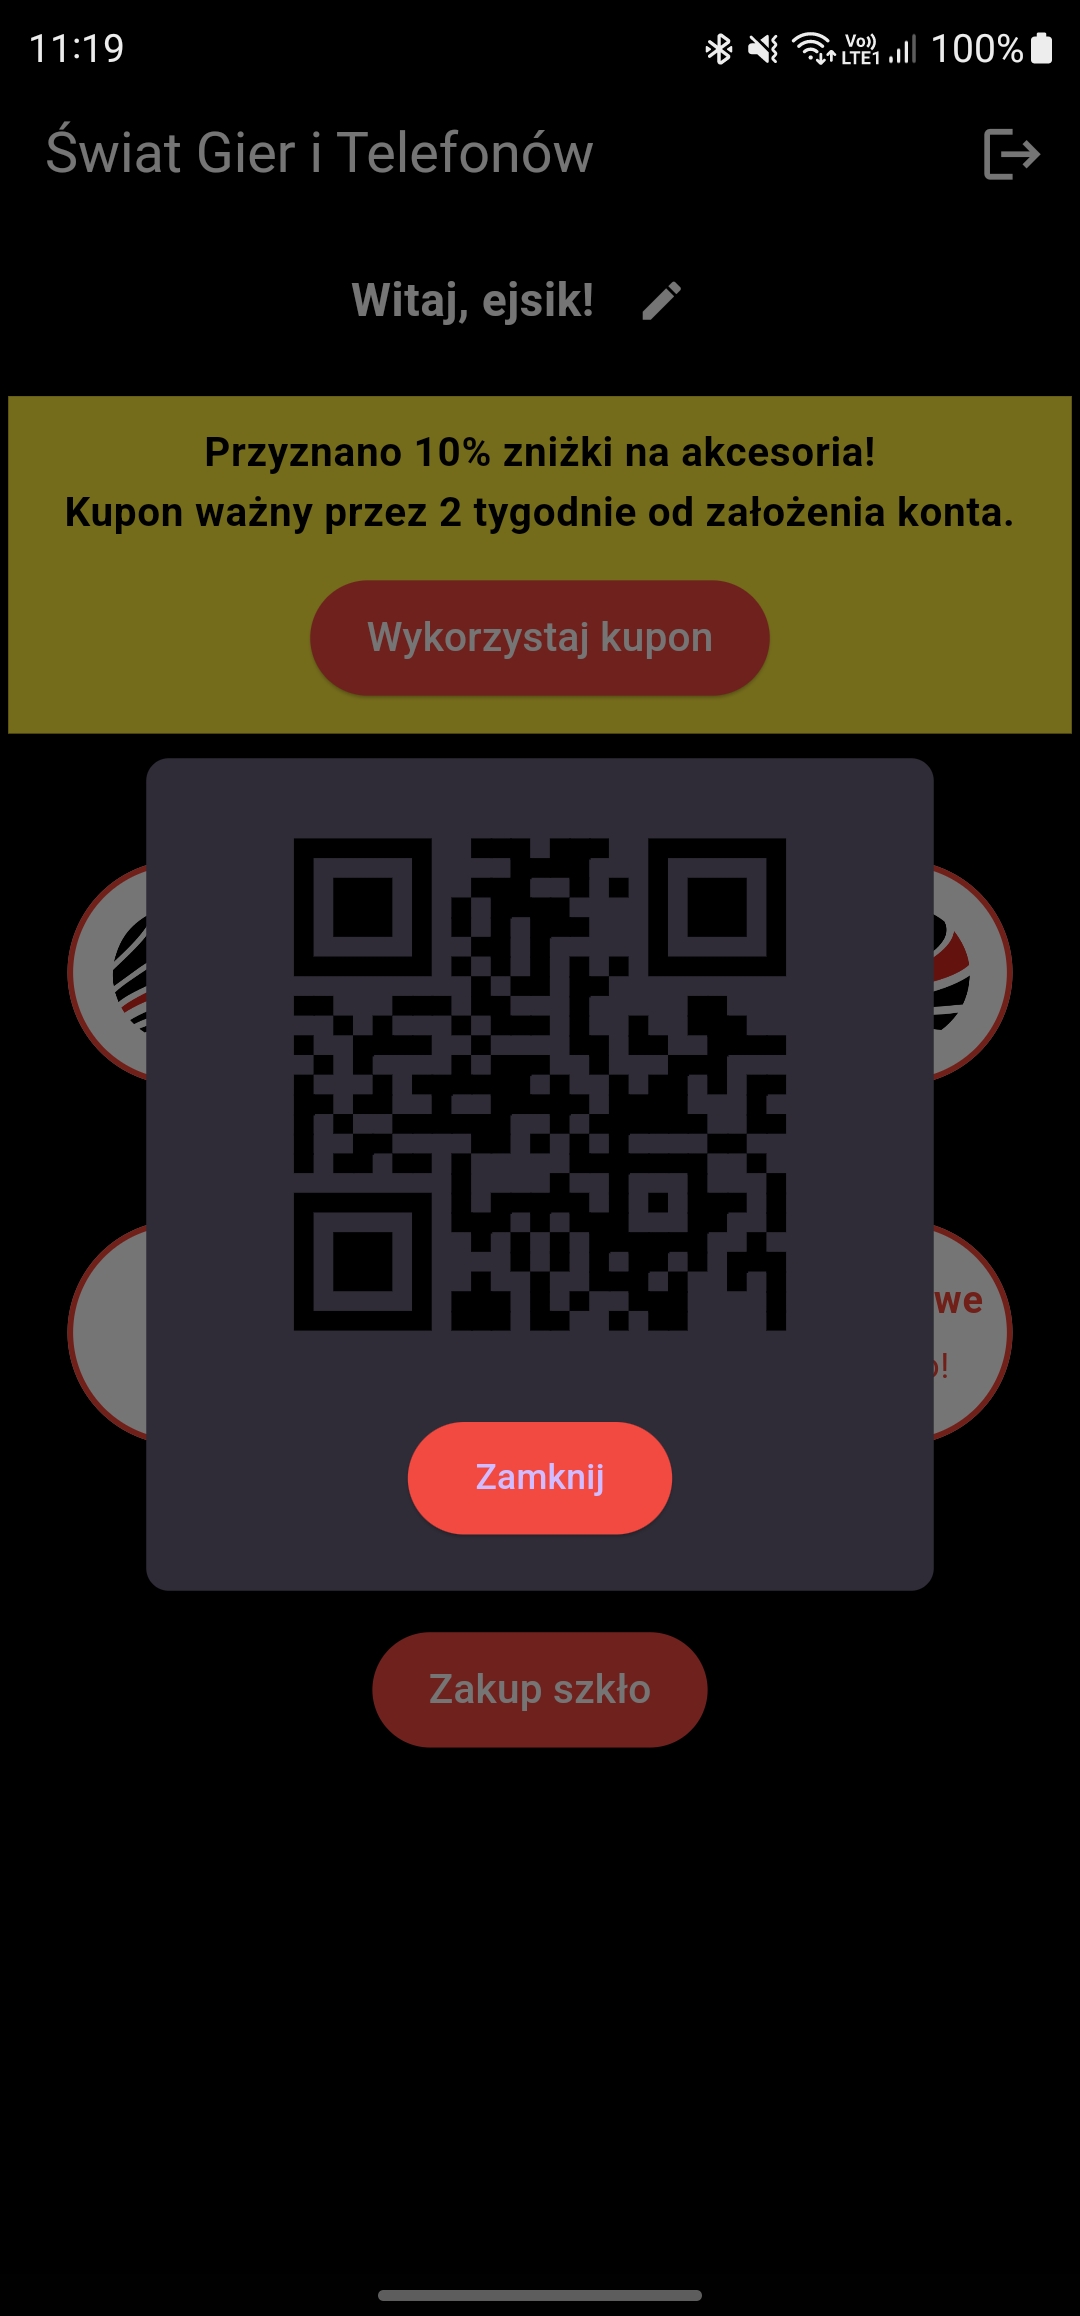 11:19
Vo))
LTE1
100%
Świat Gier i Telefonów
Witaj, ejsik!
Przyznano 10% zniżki na akcesoria!
Kupon ważny przez 2 tygodnie od założenia konta.
Wykorzystaj kupon
we
!
Zamknij
Zakup szkło